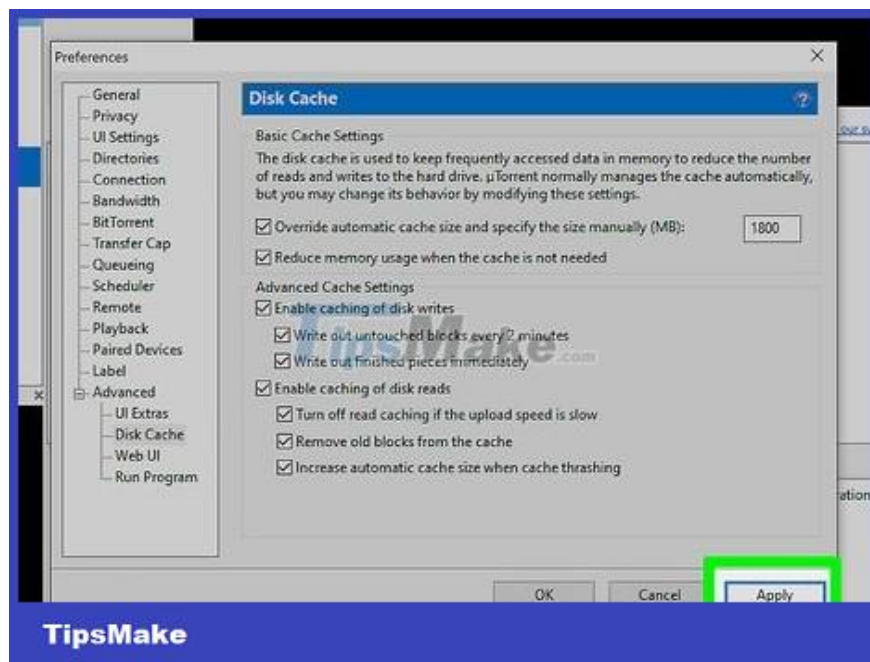 Preferences
General
Privacy
UI Settings
Directories
Connection
Bandwidth
BitTorrent
Transfer Cap
Queueing
Scheduler
Remote
Playback
Paired Devices
Label
Advanced
UI Extras
Disk Cache
Web UI
Run Program
Disk Cache
Basic Cache Settings
The disk cache is used to keep frequently accessed data in memory to reduce the number
of reads and writes to the hard drive. µTorrent normally manages the cache automatically,
but you may change its behavior by modifying these settings.
Override automatic cache size and specify the size manually (MB): 1800
Reduce memory usage when the cache is not needed
Advanced Cache Settings
Enable caching of disk writes
Write out untouched blocks every 2 minutes
Write out finished pieces immediately
Enable caching of disk reads
Turn off read caching if the upload speed is slow
Remove old blocks from the cache
Increase automatic cache size when cache thrashing
TipsMake.com
our
OK Cancel Apply
TipsMake